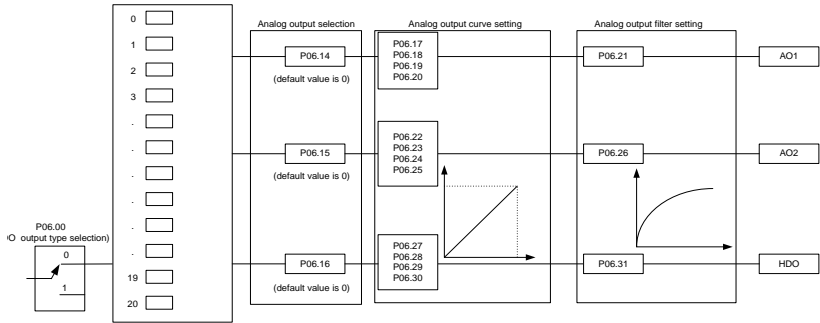 Analog output selection
Analog output curve setting
Analog output filter setting
0
1
2
3
.
.
.
.
.
.
19
20
P06.14
(default value is 0)
P06.17
P06.18
P06.19
P06.20
P06.21
AO1
P06.15
(default value is 0)
P06.22
P06.23
P06.24
P06.25
P06.26
AO2
P06.00
O output type selection)
0
1
P06.16
(default value is 0)
P06.27
P06.28
P06.29
P06.30
P06.31
HDO